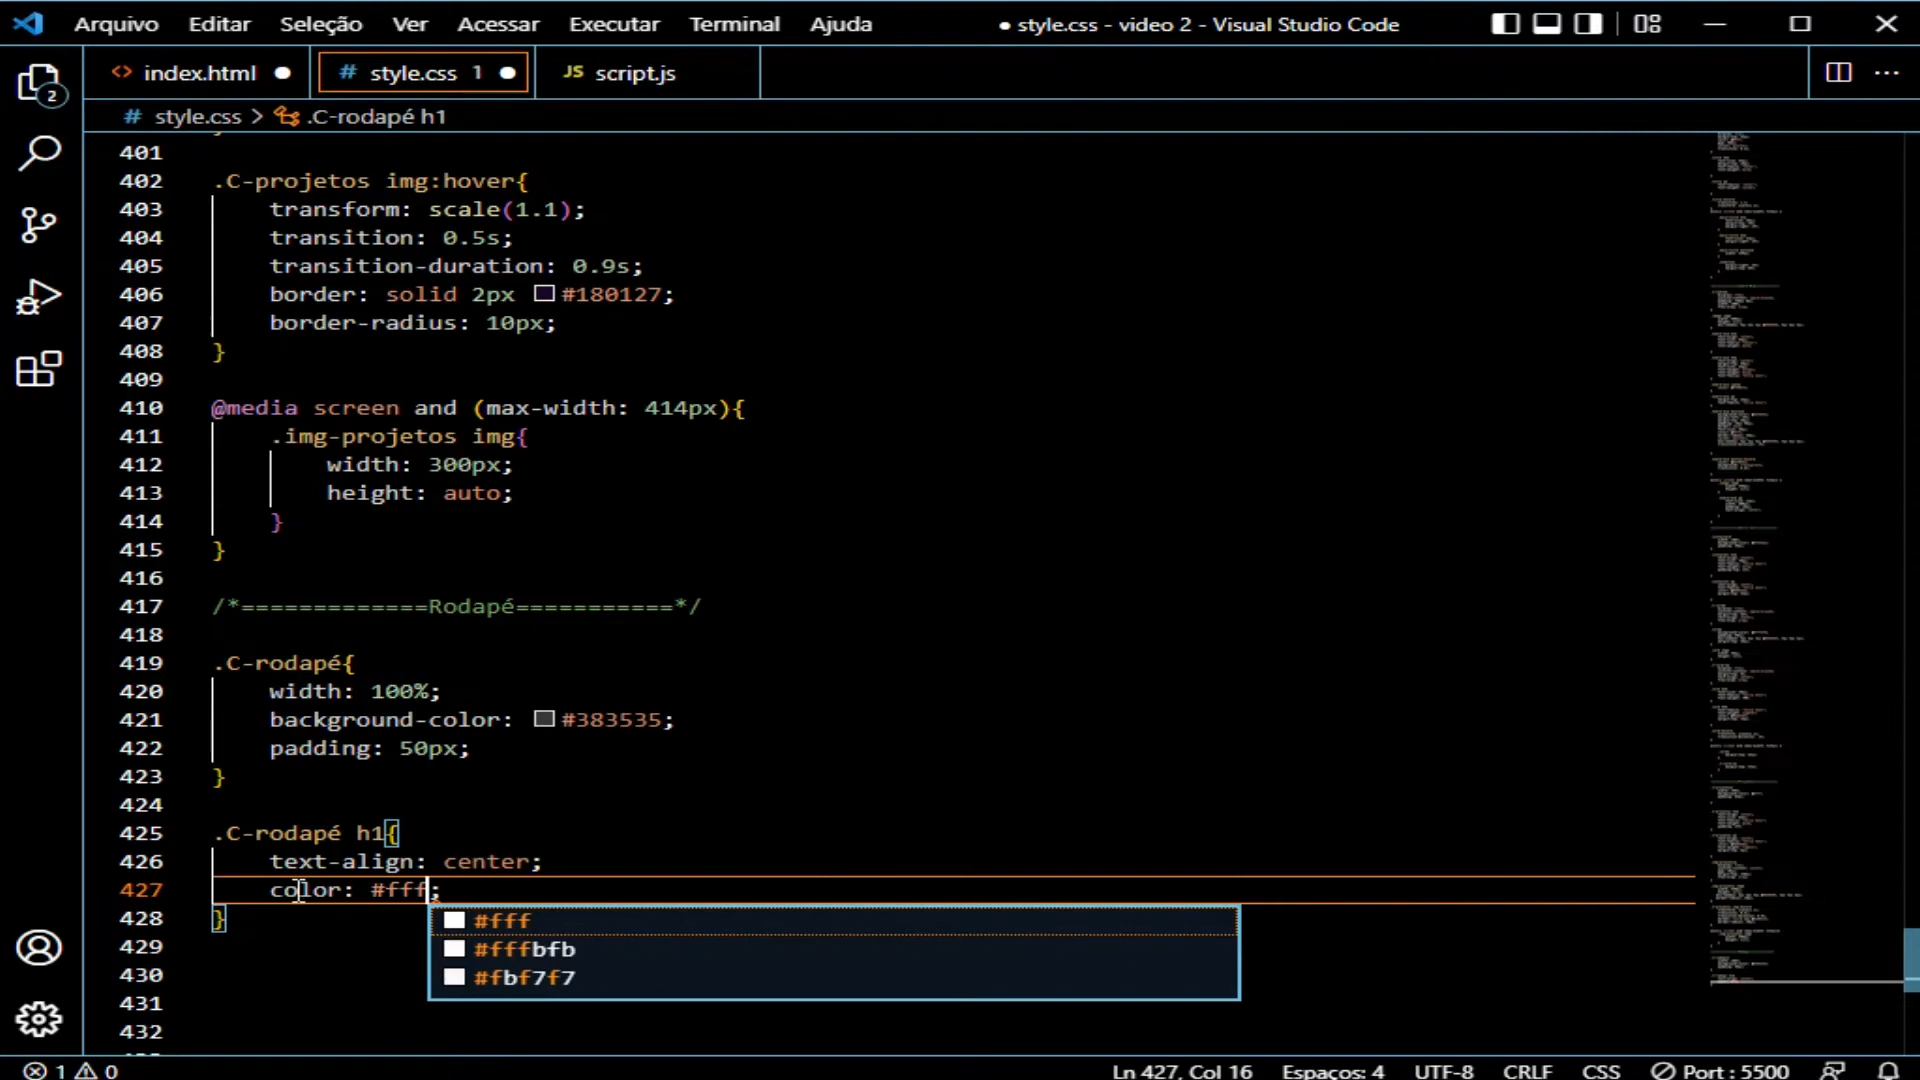 Arquivo Editar Seleção Ver Acessar Executar Terminal Ajuda ● style.css - video 2 - Visual Studio Code
<> index.html ● # style.css 1 ● JS script.js ...
2
# style.css > .C-rodapé h1
401
402 .C-projetos img:hover{
403 transform: scale(1.1);
404 transition: 0.5s;
405 transition-duration: 0.9s;
406 border: solid 2px #180127;
407 border-radius: 10px;
408 }
409
410 @media screen and (max-width: 414px){
411 .img-projetos img{
412 width: 300px;
413 height: auto;
414 }
415 }
416
417 /*=============Rodapé===========*/
418
419 .C-rodapé{
420 width: 100%;
421 background-color: #383535;
422 padding: 50px;
423 }
424
425 .C-rodapé h1{
426 text-align: center;
427 color: #fff;
428 }
#fff
429
#fffbfb
430
#fbf7f7
431
432
1 0 Ln 427, Col 16 Espaços: 4 UTF-8 CRLF CSS Port : 5500